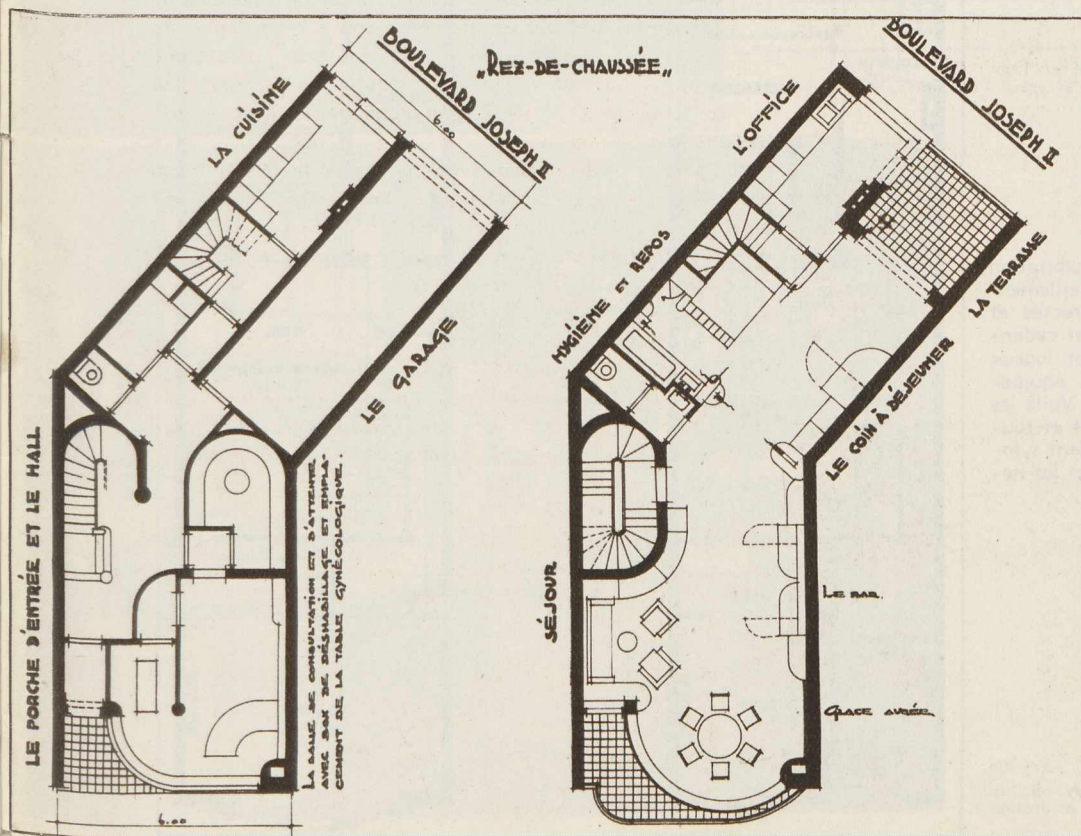 „REZ-DE-CHAUSSÉE„
BOULEVARD JOSEPH II
LA CUISINE
6.00
LE GARAGE
LE PORCHE D'ENTRÉE ET LE HALL
LA SALLE DE CONSULTATION ET D'ATTENTE
AVEC BOX DE DÉSHABILLAGE ET EMPLA-
CEMENT DE LA TABLE GYNÉCOLOGIQUE.
6.00
BOULEVARD JOSEPH II
L'OFFICE
HYGIÈNE ET REPOS
LA TERRASSE
LE COIN À DÉJEUNER
SÉJOUR
LE BAR
GLACE